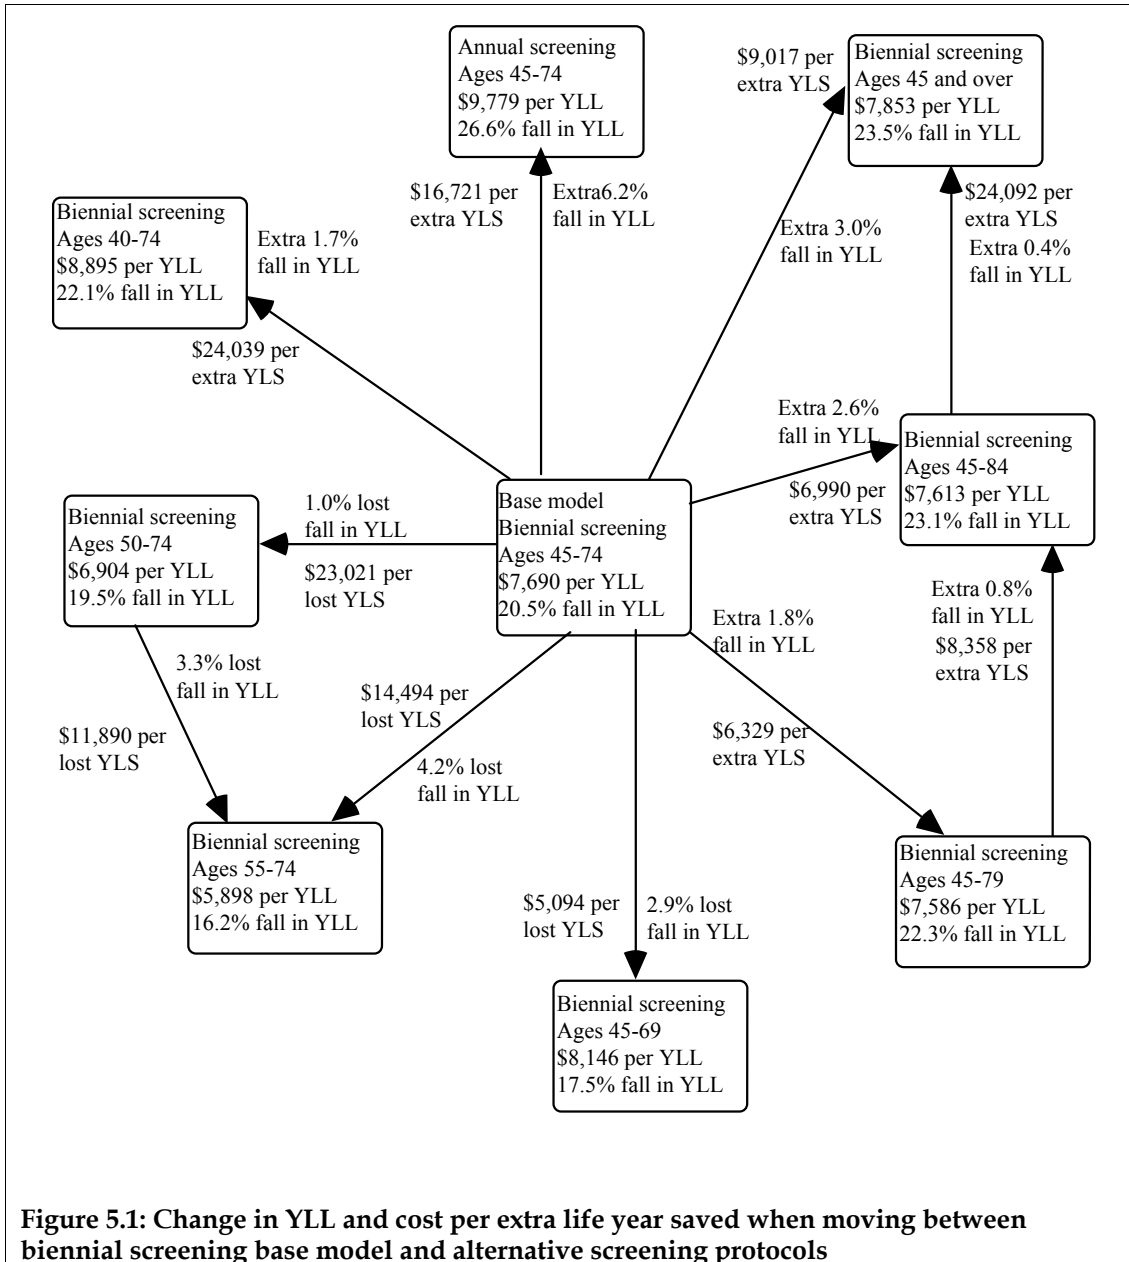 Annual screening
Ages 45-74
$9,779 per YLL
26.6% fall in YLL
$9,017 per
extra YLS
Biennial screening
Ages 45 and over
$7,853 per YLL
23.5% fall in YLL
$16,721 per
extra YLS
Extra6.2%
fall in YLL
$24,092 per
extra YLS
Extra 0.4%
fall in YLL
Extra 3.0%
fall in YLL
Biennial screening
Ages 40-74
$8,895 per YLL
22.1% fall in YLL
Extra 1.7%
fall in YLL
$24,039 per
extra YLS
Extra 2.6%
fall in YLL
$6,990 per
extra YLS
Biennial screening
Ages 45-84
$7,613 per YLL
23.1% fall in YLL
Biennial screening
Ages 50-74
$6,904 per YLL
19.5% fall in YLL
1.0% lost
fall in YLL
$23,021 per
lost YLS
Base model
Biennial screening
Ages 45-74
$7,690 per YLL
20.5% fall in YLL
Extra 1.8%
fall in YLL
Extra 0.8%
fall in YLL
$8,358 per
extra YLS
3.3% lost
fall in YLL
$11,890 per
lost YLS
$14,494 per
lost YLS
4.2% lost
fall in YLL
$6,329 per
extra YLS
Biennial screening
Ages 55-74
$5,898 per YLL
16.2% fall in YLL
$5,094 per
lost YLS
2.9% lost
fall in YLL
Biennial screening
Ages 45-79
$7,586 per YLL
22.3% fall in YLL
Biennial screening
Ages 45-69
$8,146 per YLL
17.5% fall in YLL
Figure 5.1: Change in YLL and cost per extra life year saved when moving between
biennial screening base model and alternative screening protocols